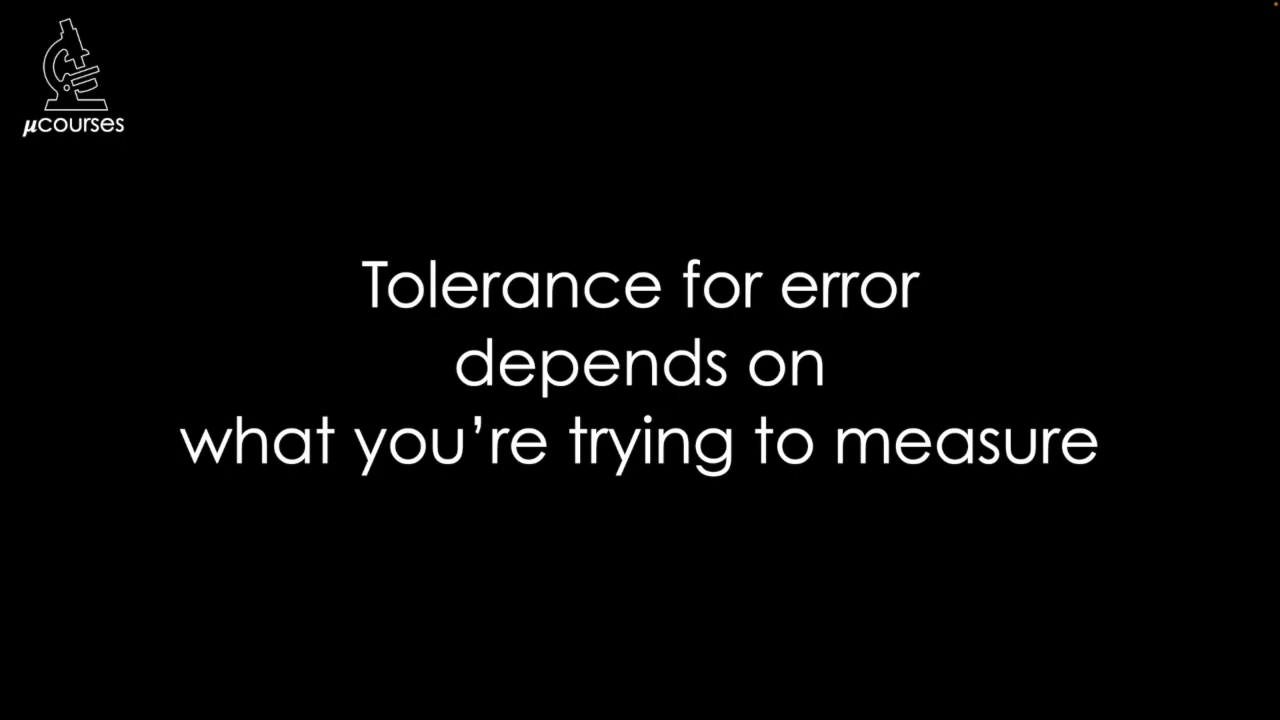 µcourses
Tolerance for error
depends on
what you’re trying to measure